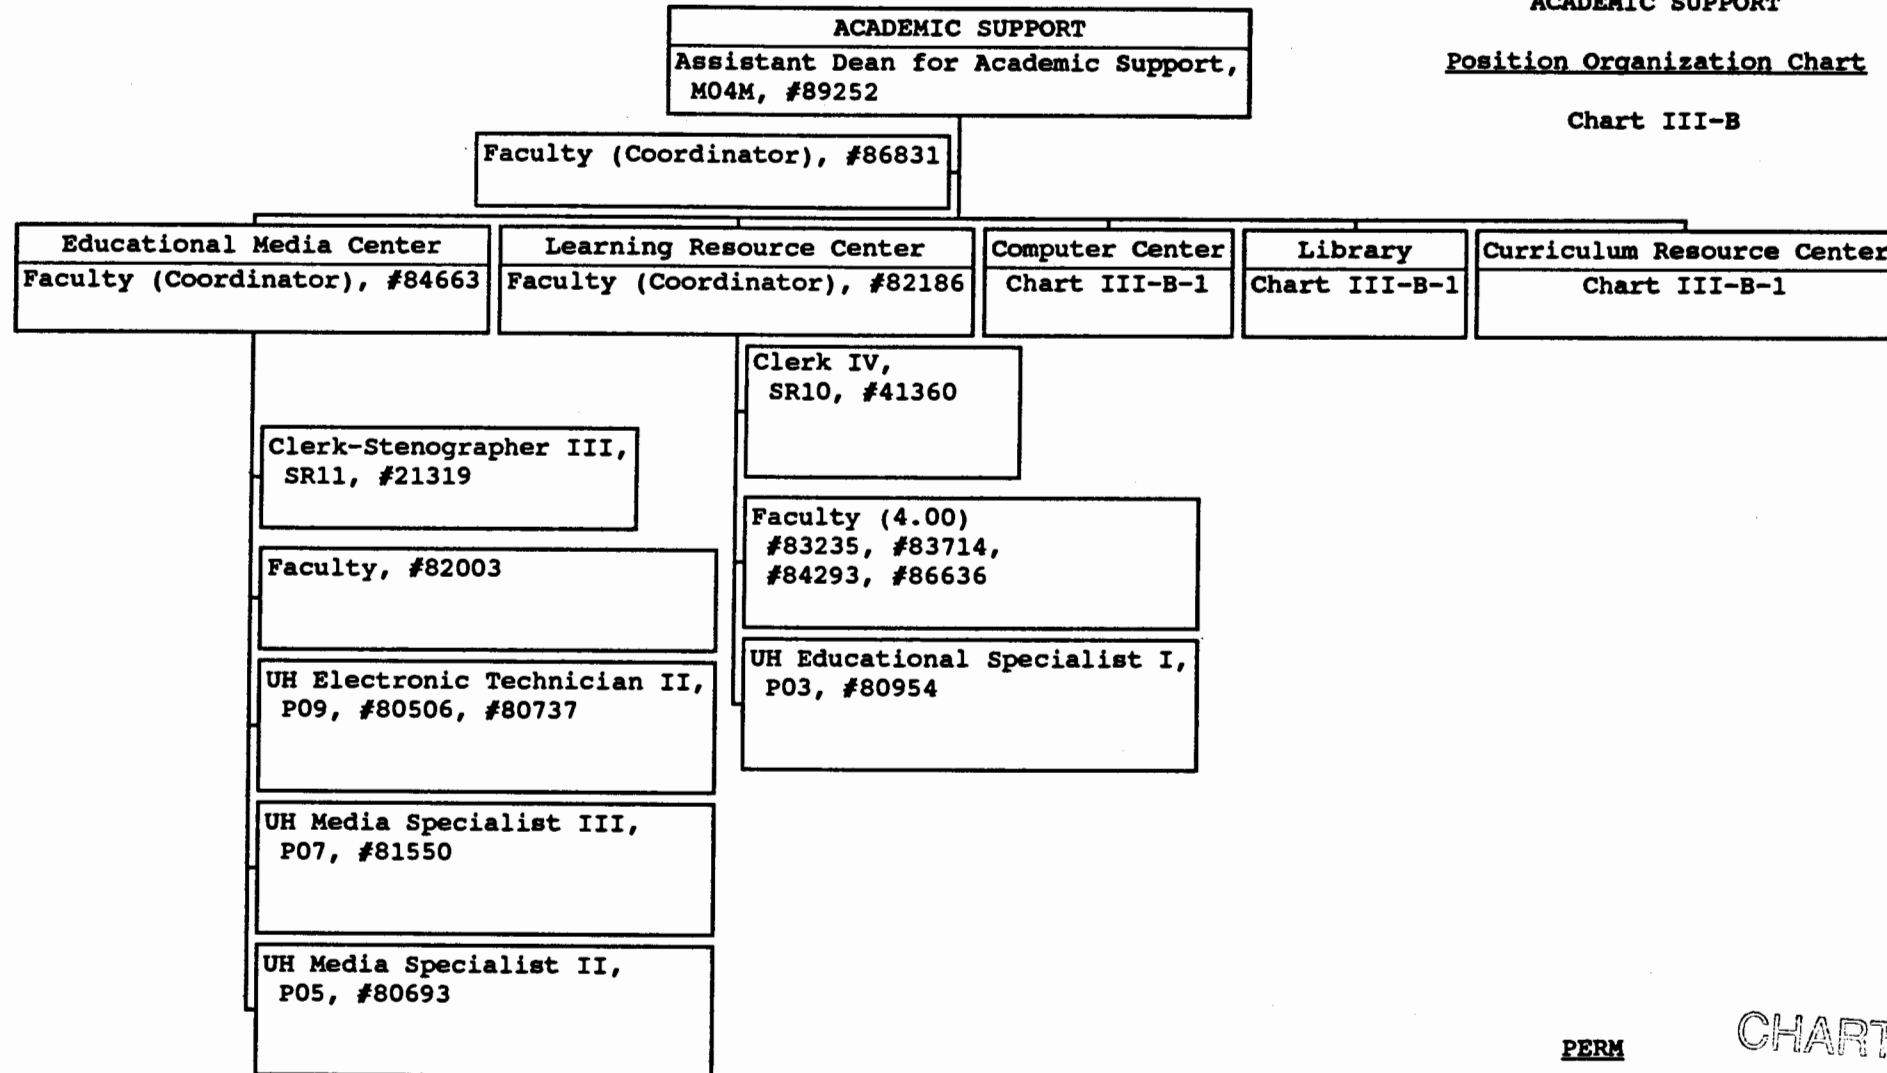 ACADEMIC SUPPORT
Position Organization Chart
Chart III-B
ACADEMIC SUPPORT
Assistant Dean for Academic Support,
M04M, #89252
Faculty (Coordinator), #86831
Educational Media Center
Faculty (Coordinator), #84663
Learning Resource Center
Faculty (Coordinator), #82186
Computer Center
Chart III-B-1
Library
Chart III-B-1
Curriculum Resource Center
Chart III-B-1
Clerk-Stenographer III,
SR11, #21319
Faculty, #82003
UH Electronic Technician II,
P09, #80506, #80737
UH Media Specialist III,
P07, #81550
UH Media Specialist II,
P05, #80693
Clerk IV,
SR10, #41360
Faculty (4.00)
#83235, #83714,
#84293, #86636
UH Educational Specialist I,
P03, #80954
PERM
CHART